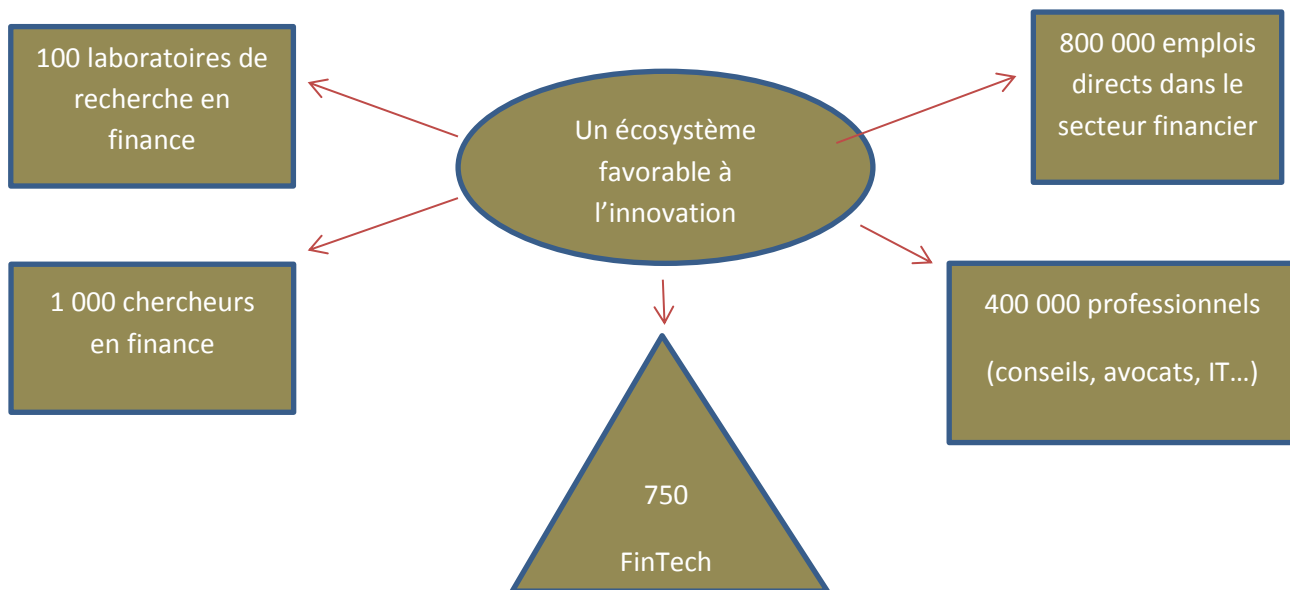 100 laboratoires de
recherche en
finance
Un écosystème
favorable à
l’innovation
800 000 emplois
directs dans le
secteur financier
1 000 chercheurs
en finance
400 000 professionnels
(conseils, avocats, IT…)
750
FinTech